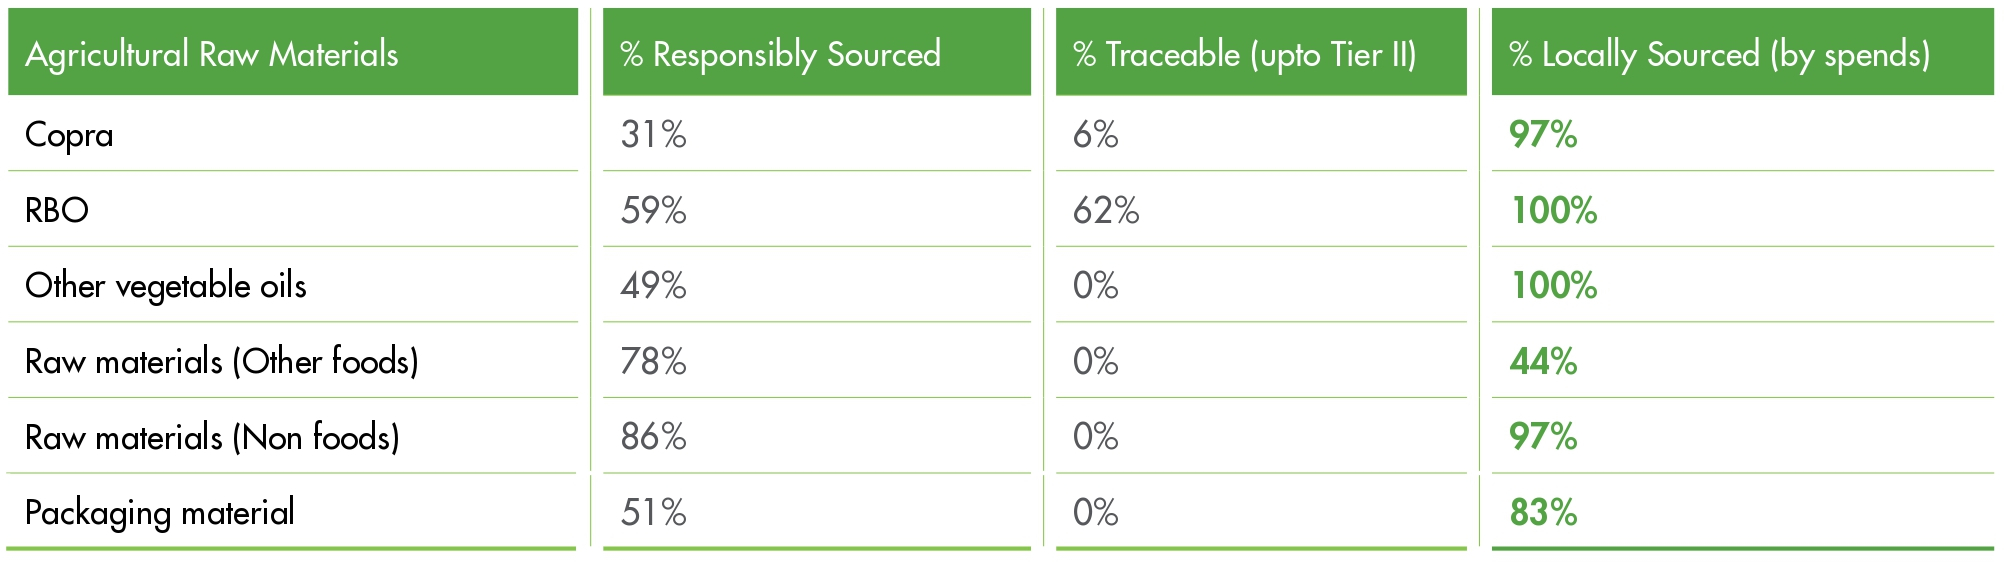 Agricultural Raw Materials % Responsibly Sourced % Traceable (upto Tier II) % Locally Sourced (by spends)
Copra 31% 6% 97%
RBO 59% 62% 100%
Other vegetable oils 49% 0% 100%
Raw materials (Other foods) 78% 0% 44%
Raw materials (Non foods) 86% 0% 97%
Packaging material 51% 0% 83%